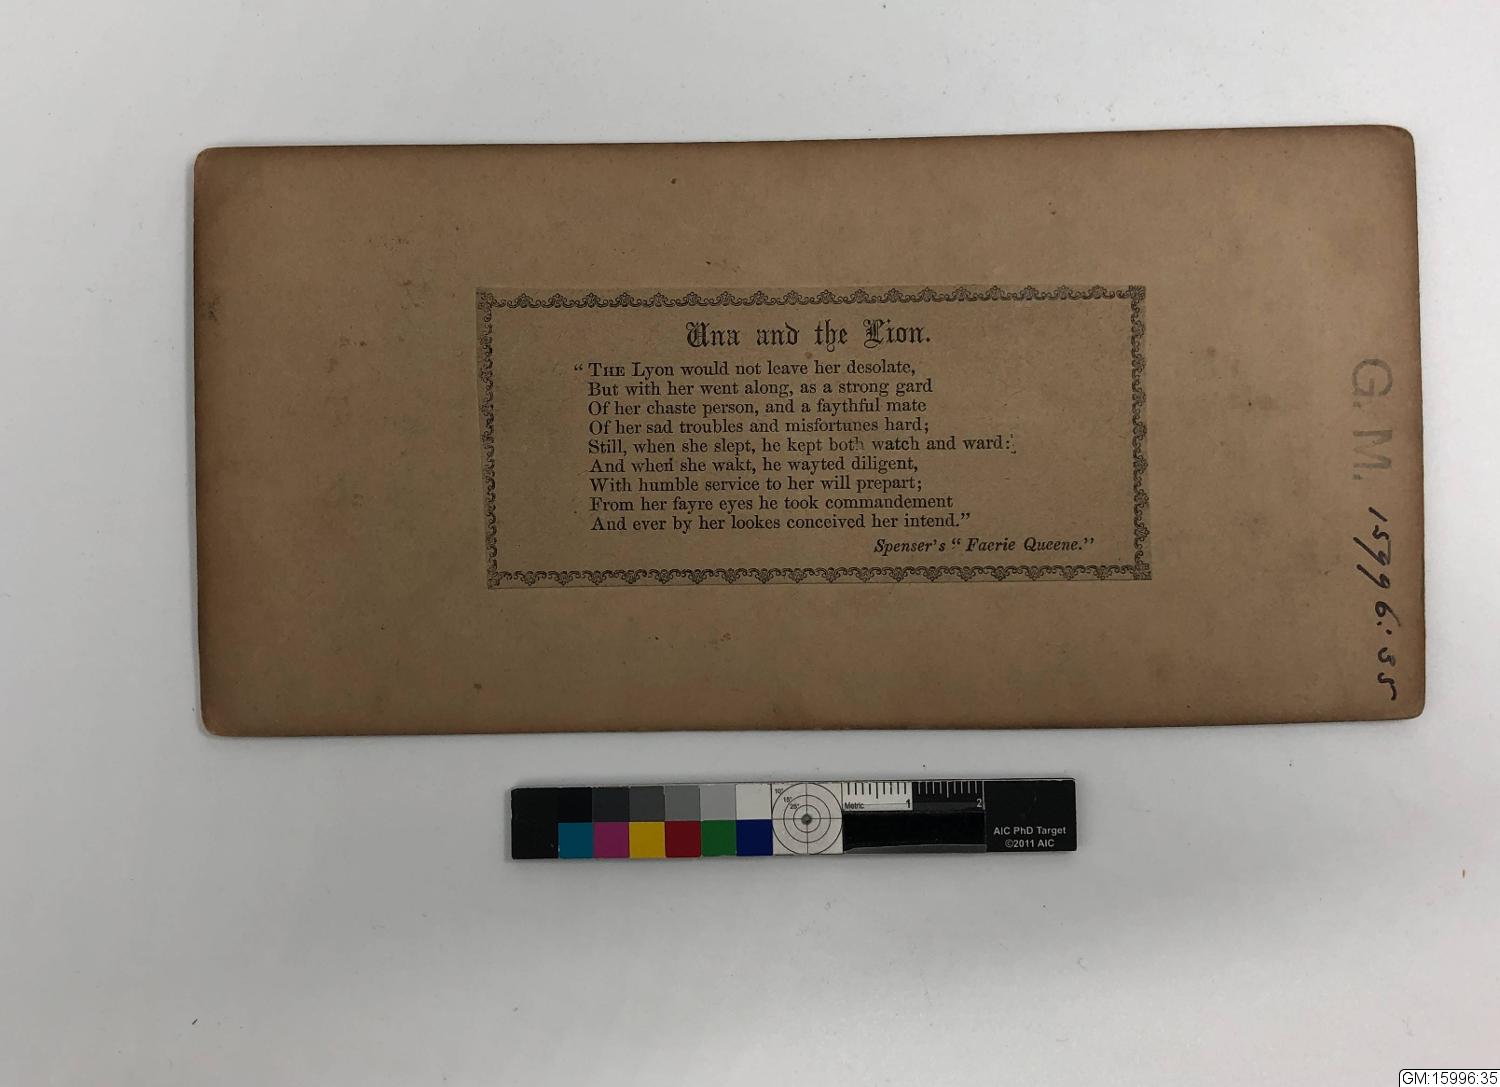 Una and the Lion.
“ THE Lyon would not leave her desolate,
But with her went along, as a strong gard
Of her chaste person, and a faythful mate
Of her sad troubles and misfortunes hard;
Still, when she slept, he kept both watch and ward:
And when she wakt, he wayted diligent,
With humble service to her will prepart;
From her fayre eyes he took commandement
And ever by her lookes conceived her intend.”
Spenser's “ Faerie Queene.”
G. M. 15996:35
10°
15°
25°
Metric
1
2
AIC PhD Target
©2011 AIC
GM:15996:35